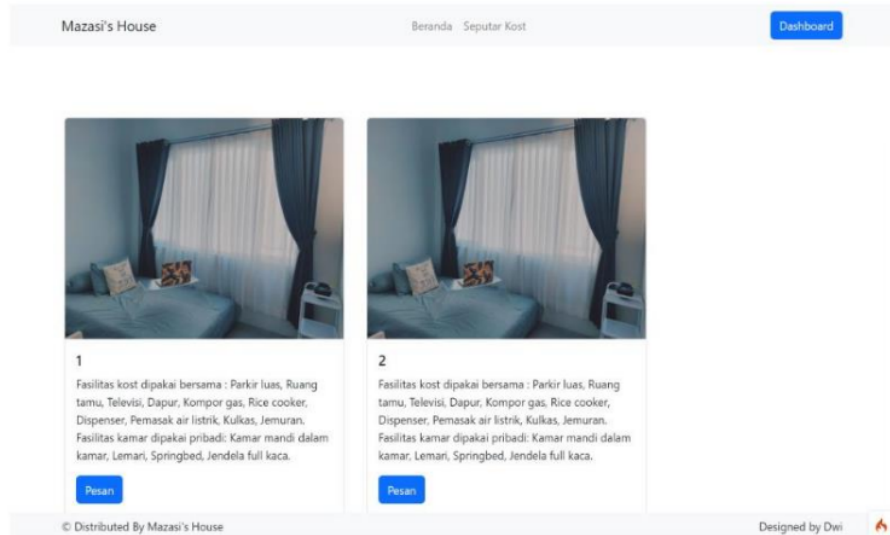 Mazasi's House
Beranda Seputar Kost
Dashboard
1
Fasilitas kost dipakai bersama : Parkir luas, Ruang
tamu, Televisi, Dapur, Kompor gas, Rice cooker,
Dispenser, Pemasak air listrik, Kulkas, Jemuran.
Fasilitas kamar dipakai pribadi: Kamar mandi dalam
kamar, Lemari, Springbed, Jendela full kaca.
Pesan
2
Fasilitas kost dipakai bersama : Parkir luas, Ruang
tamu, Televisi, Dapur, Kompor gas, Rice cooker,
Dispenser, Pemasak air listrik, Kulkas, Jemuran.
Fasilitas kamar dipakai pribadi: Kamar mandi dalam
kamar, Lemari, Springbed, Jendela full kaca.
Pesan
© Distributed By Mazasi's House
Designed by Dwi